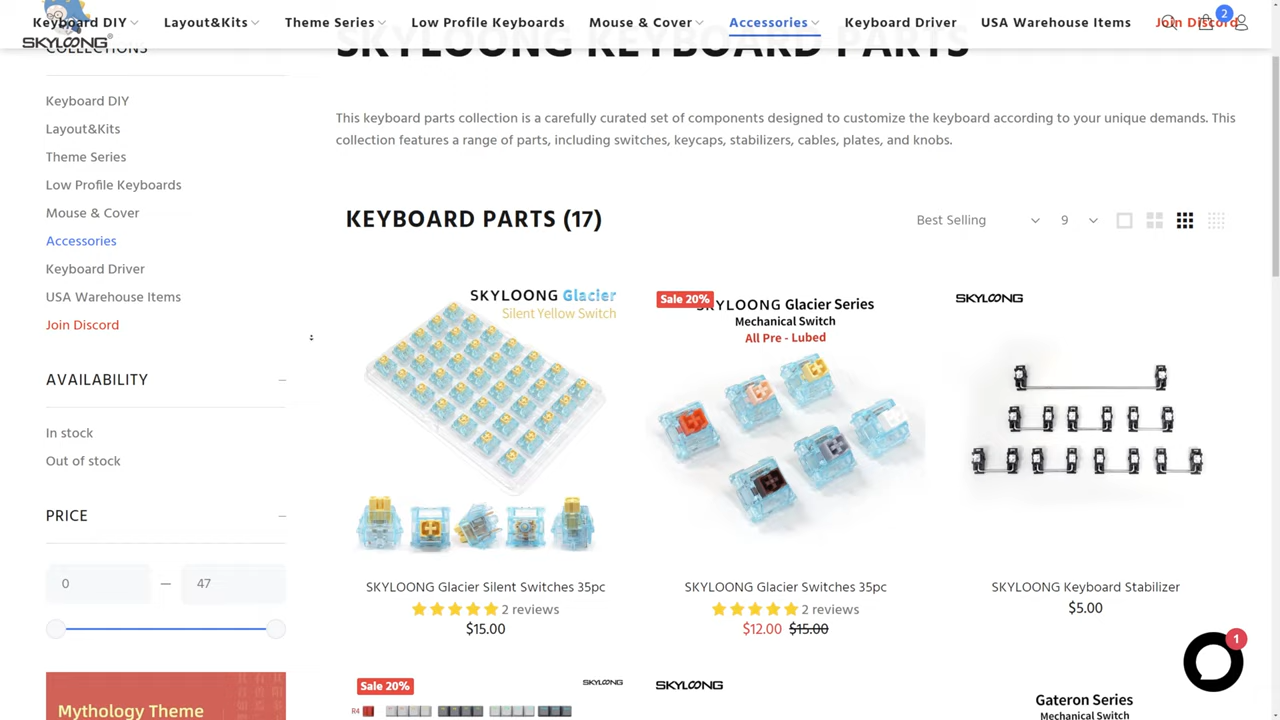 Keyboard DIY
Layout&Kits
Theme Series
Low Profile Keyboards
Mouse & Cover
Accessories
Keyboard Driver
USA Warehouse Items
Join Discord
2
SKYLOONG®
COLLECTIONS
SKYLOONG KEYBOARD PARTS
This keyboard parts collection is a carefully curated set of components designed to customize the keyboard according to your unique demands. This
collection features a range of parts, including switches, keycaps, stabilizers, cables, plates, and knobs.
Keyboard DIY
Layout&Kits
Theme Series
Low Profile Keyboards
Mouse & Cover
Accessories
Keyboard Driver
USA Warehouse Items
Join Discord
AVAILABILITY
In stock
Out of stock
PRICE
0 — 47
Mythology Theme
KEYBOARD PARTS (17)
Best Selling
9
SKYLOONG Glacier
Silent Yellow Switch
SKYLOONG Glacier Silent Switches 35pc
2 reviews
$15.00
Sale 20%
SKYLOONG Glacier Series
Mechanical Switch
All Pre - Lubed
SKYLOONG Glacier Switches 35pc
2 reviews
$12.00 $15.00
SKYLOONG
SKYLOONG Keyboard Stabilizer
$5.00
Sale 20%
SKYLOONG
R4
SKYLOONG
Gateron Series
Mechanical Switch
1